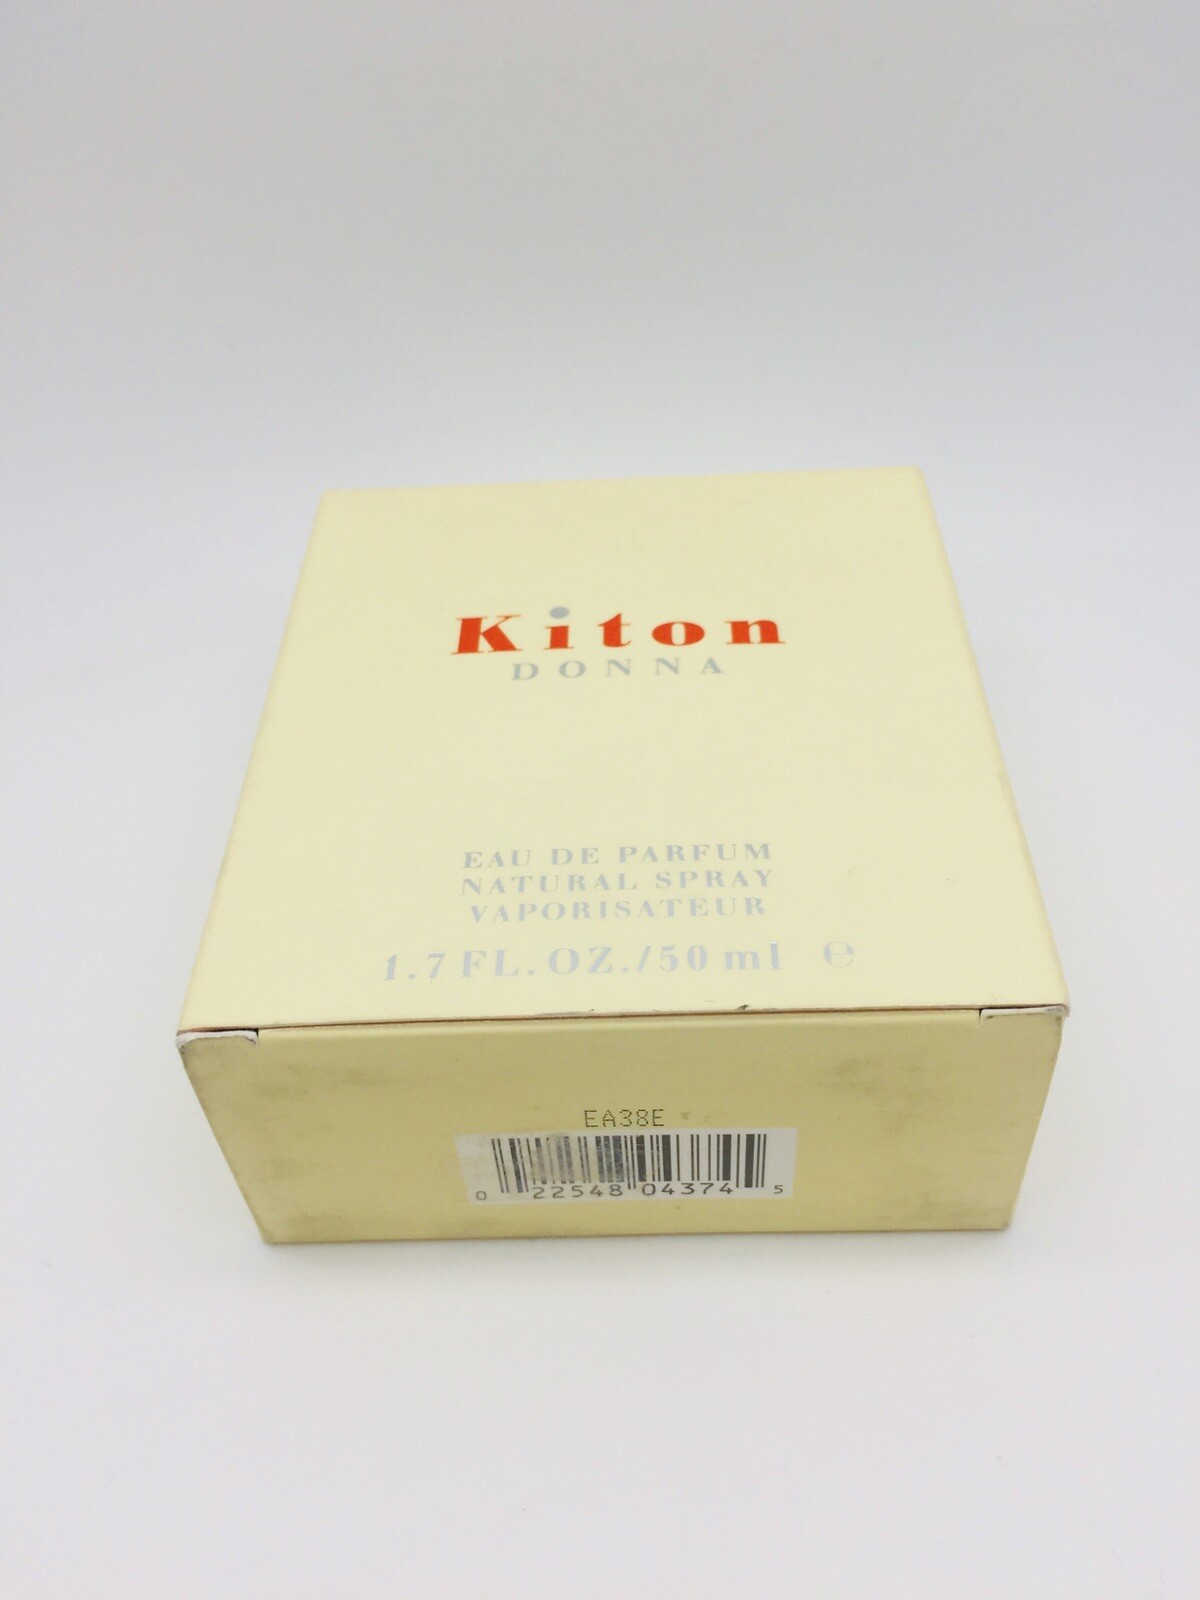 Kiton
DONNA
EAU DE PARFUM
NATURAL SPRAY
VAPORISATEUR
1.7 FL.OZ./50 ml ℮
EA38E
0 22548 04374 5